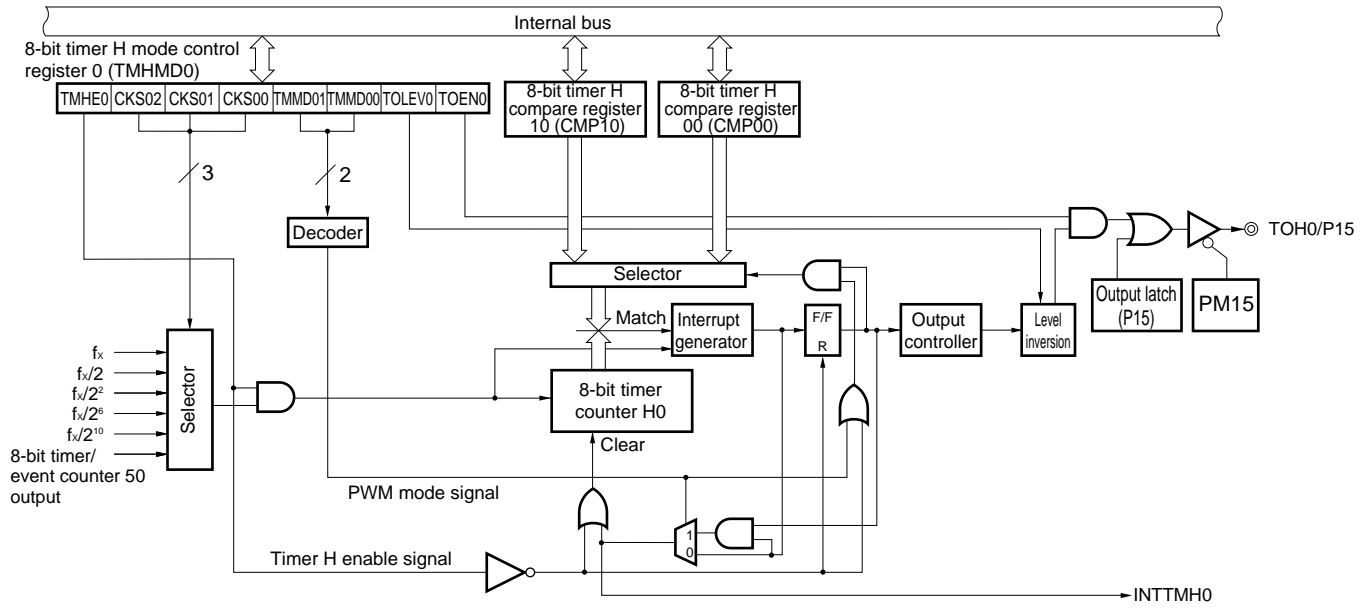 Internal bus
8-bit timer H mode control
register 0 (TMHMD0)
TMHE0 CKS02 CKS01 CKS00 TMMD01 TMMD00 TOLEV0 TOEN0
8-bit timer H
compare register
10 (CMP10)
8-bit timer H
compare register
00 (CMP00)
3
2
Decoder
TOH0/P15
Selector
Output latch
(P15)
PM15
Match
Interrupt
generator
F/F
R
Output
controller
Level
inversion
fX
fX/2
fX/2²
fX/2⁶
fX/2¹⁰
8-bit timer/
event counter 50
output
Selector
8-bit timer
counter H0
Clear
PWM mode signal
1
0
Timer H enable signal
INTTMH0